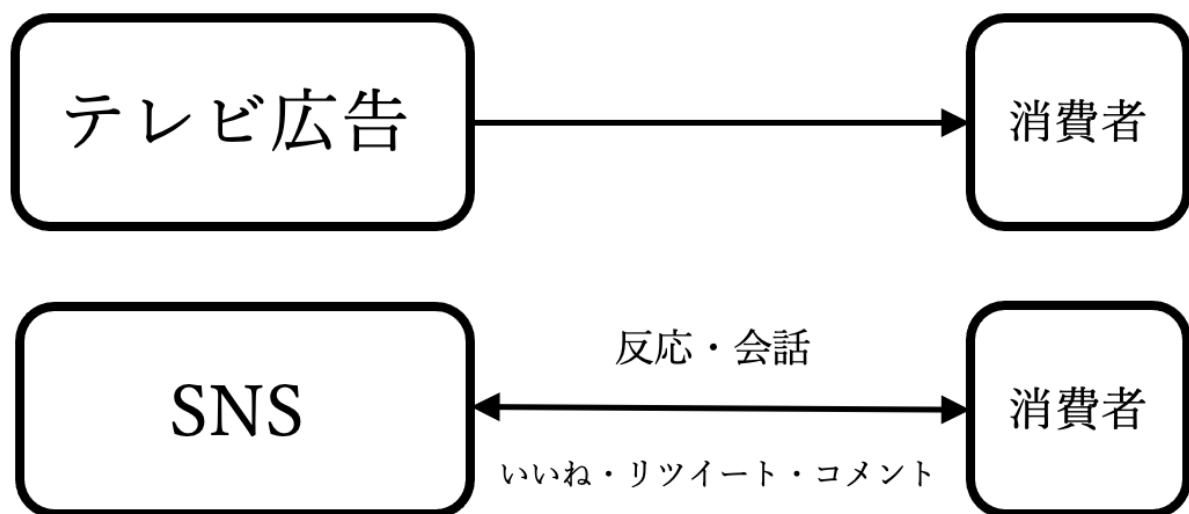 テレビ広告
消費者
反応・会話
SNS
消費者
いいね・リツイート・コメント